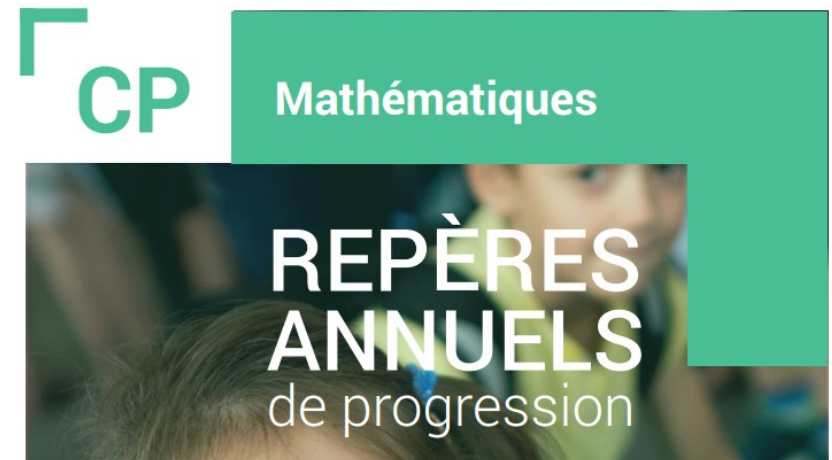 CP
Mathématiques
REPÈRES
ANNUELS
de progression